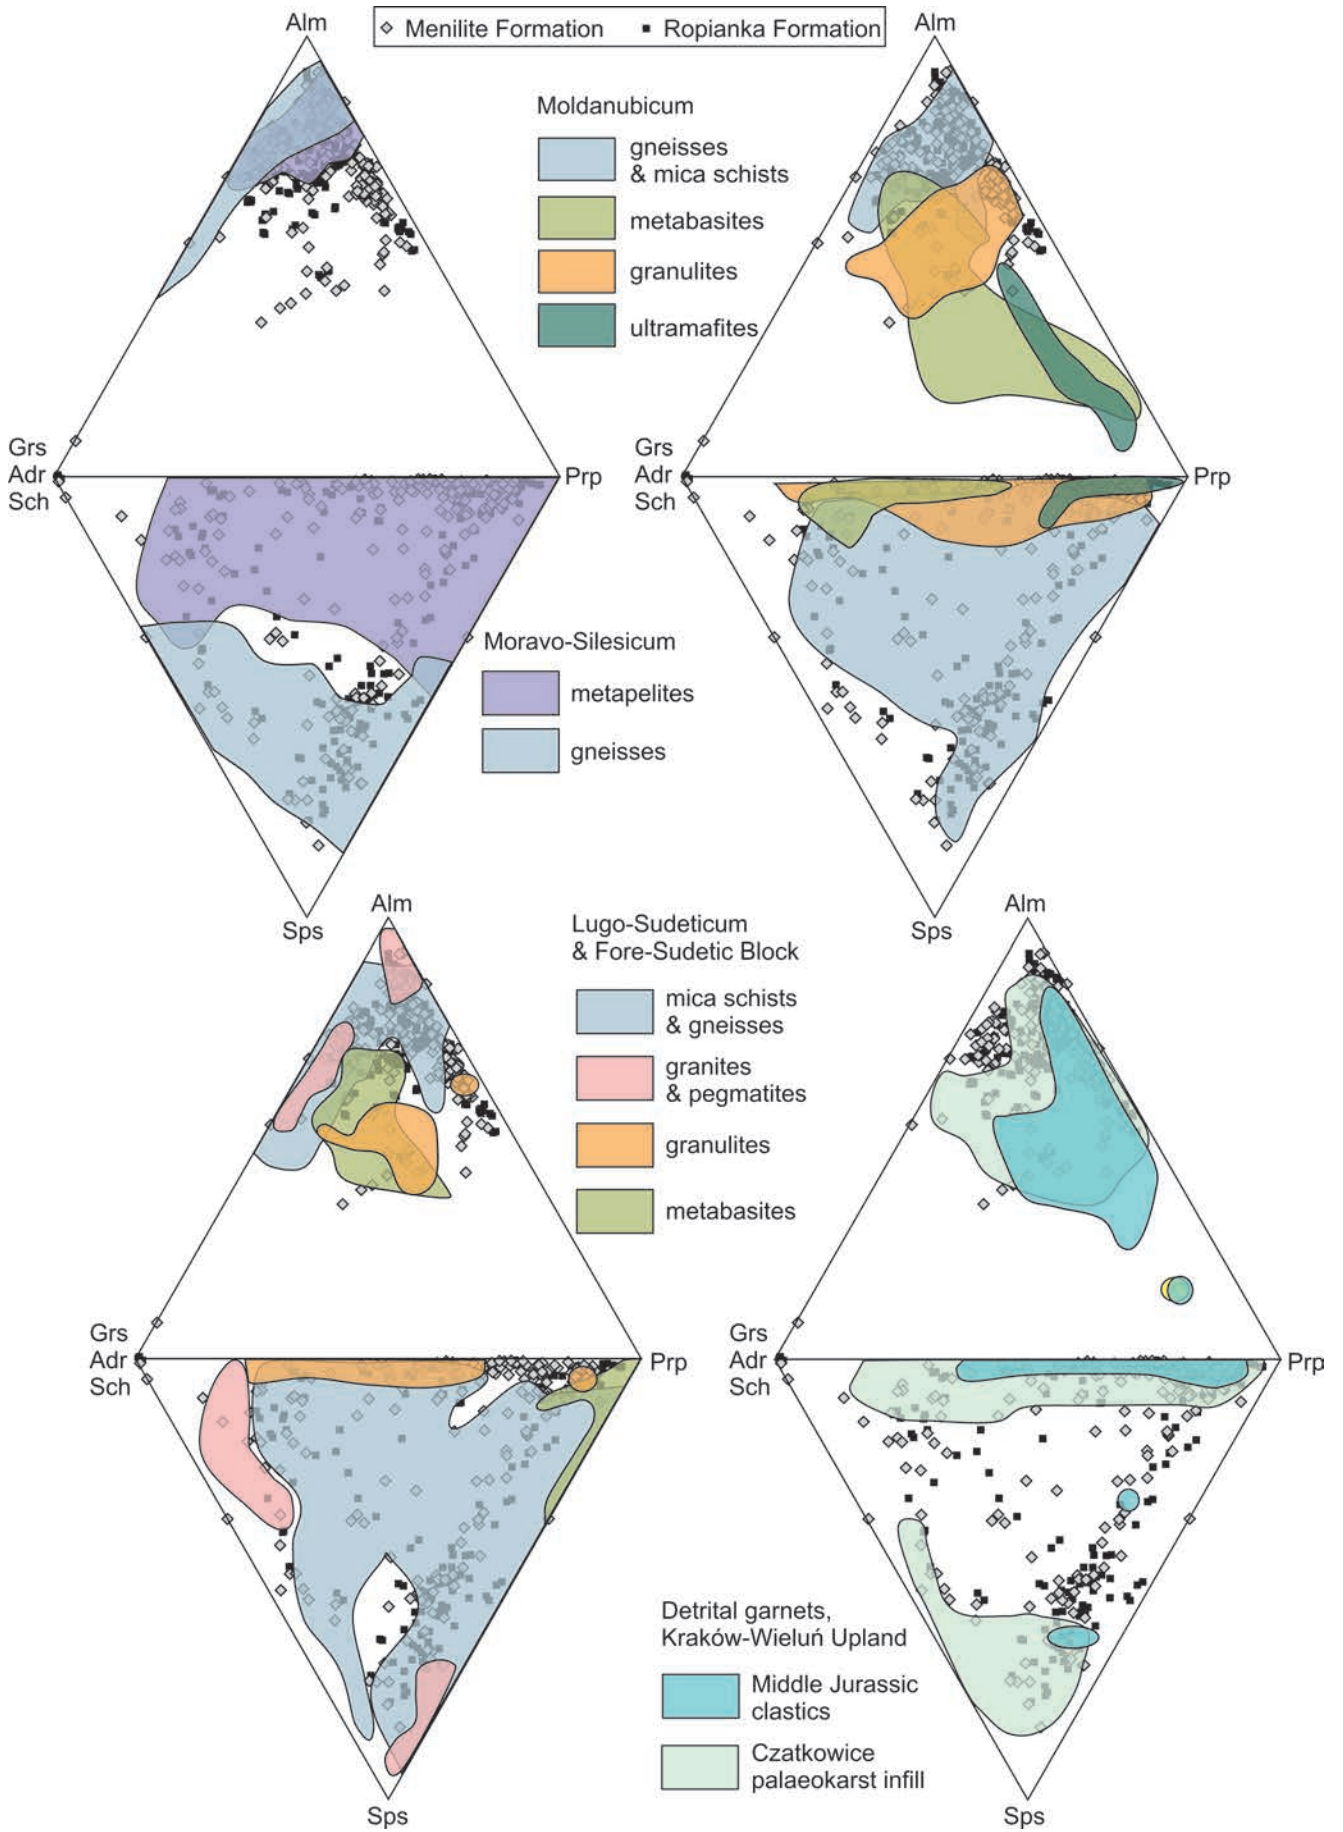 Alm
Menilite Formation
Ropianka Formation
Alm
Moldanubicum
gneisses
& mica schists
metabasites
granulites
ultramafites
Grs
Adr
Sch
Prp
Grs
Adr
Sch
Prp
Moravo-Silesicum
metapelites
gneisses
Sps
Sps
Alm
Lugo-Sudeticum
& Fore-Sudetic Block
mica schists
& gneisses
granites
& pegmatites
granulites
metabasites
Alm
Grs
Adr
Sch
Prp
Grs
Adr
Sch
Prp
Detrital garnets,
Kraków-Wieluń Upland
Middle Jurassic
clastics
Czatkowice
palaeokarst infill
Sps
Sps